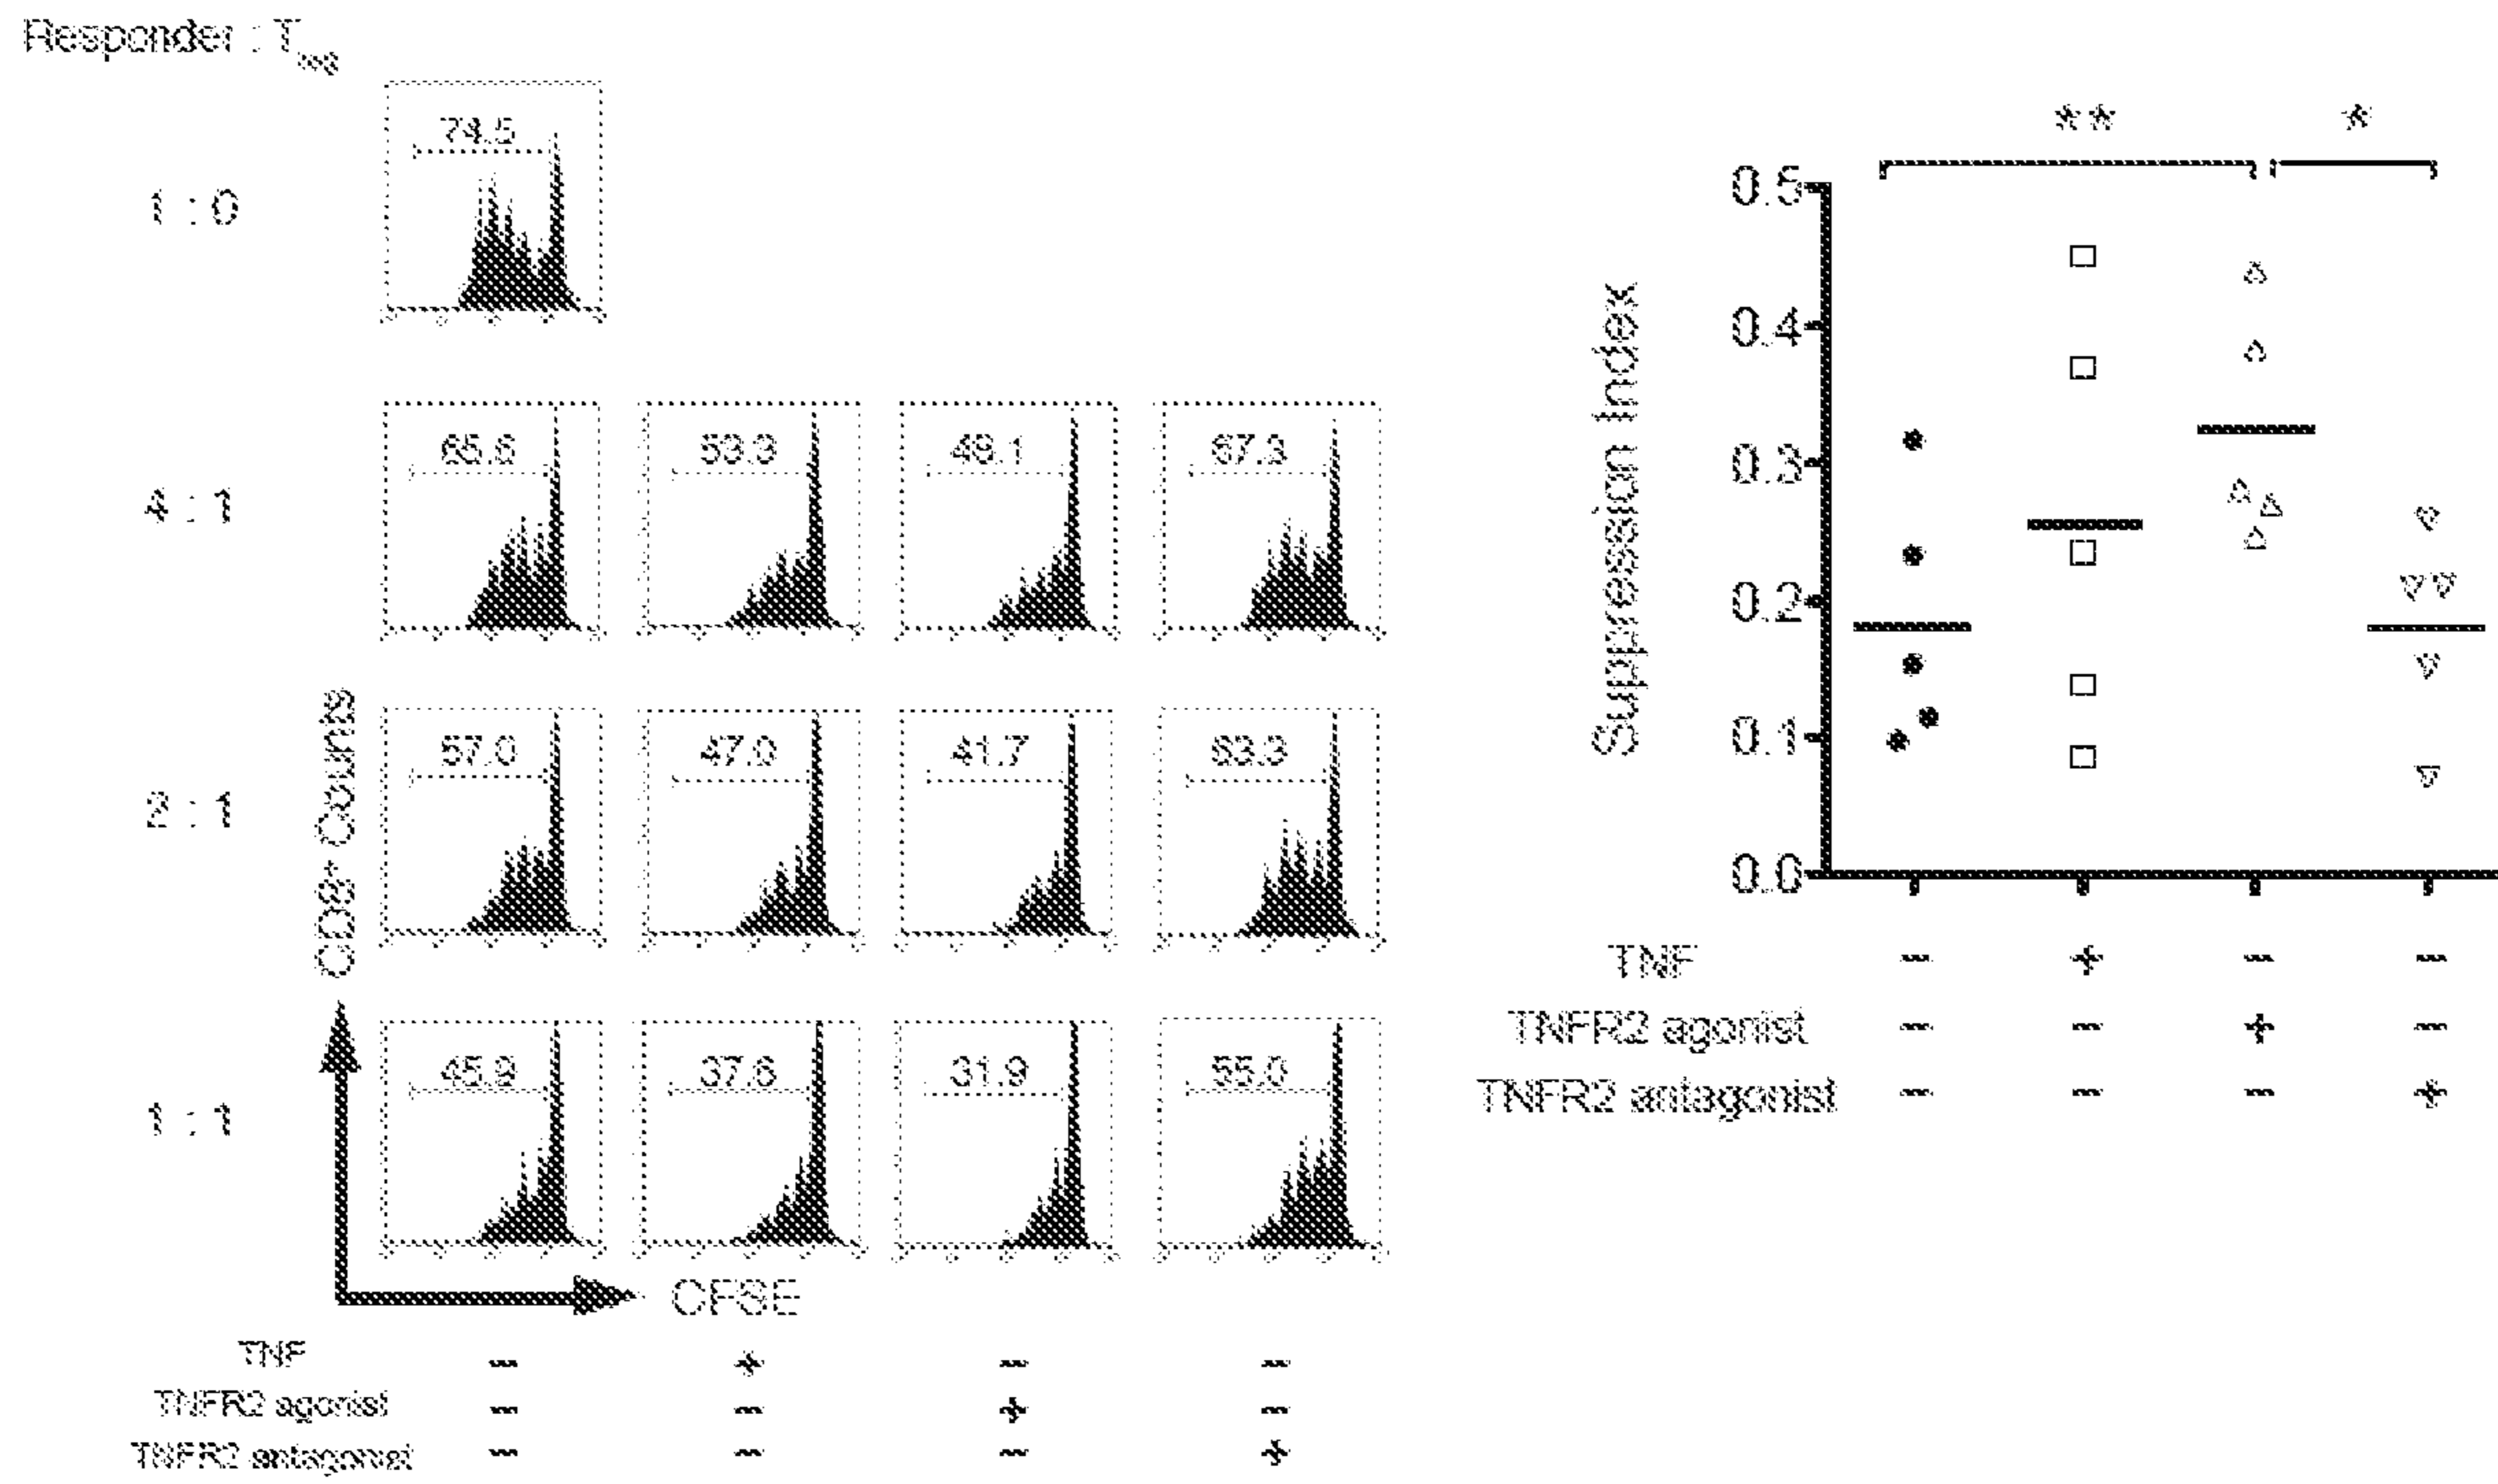 Responder : Treg
1 : 0
74.5
4 : 1
65.6 53.3 49.1 67.3
2 : 1
57.0 47.0 41.7 63.3
1 : 1
45.9 37.6 31.9 55.0
CD8+ Counts
CFSE
TNF - + - -
TNFR2 agonist - - + -
TNFR2 antagonist - - - +
** *
Suppression Index
0.5
0.4
0.3
0.2
0.1
0.0
TNF - + - -
TNFR2 agonist - - + -
TNFR2 antagonist - - - +